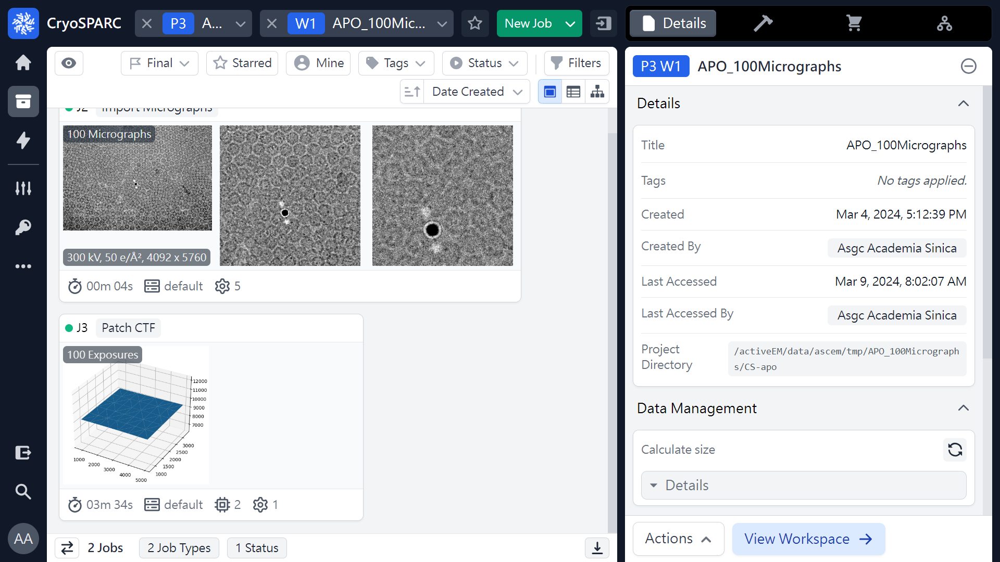 CryoSPARC
P3 A...
W1 APO_100Mic...
New Job
Details
Final
Starred
Mine
Tags
Status
Filters
Date Created
J2 Import Micrographs
100 Micrographs
300 kV, 50 e/Å², 4092 x 5760
00m 04s default 5
J3 Patch CTF
100 Exposures
12000
11000
10000
9000
8000
7000
3000
2500
2000
1500
1000
1000
2000
3000
4000
5000
03m 34s default 2 1
2 Jobs 2 Job Types 1 Status
AA
P3 W1 APO_100Micrographs
Details
Title APO_100Micrographs
Tags No tags applied.
Created Mar 4, 2024, 5:12:39 PM
Created By Asgc Academia Sinica
Last Accessed Mar 9, 2024, 8:02:07 AM
Last Accessed By Asgc Academia Sinica
Project Directory
/activeEM/data/ascem/tmp/APO_100Micrograph
s/CS-apo
Data Management
Calculate size
Details
Actions
View Workspace